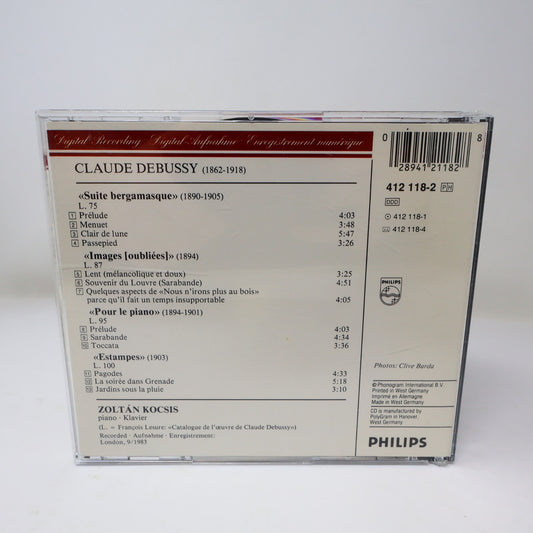 Digital Recording · Digital Aufnahme · Enregistrement numérique
CLAUDE DEBUSSY (1862-1918)
«Suite bergamasque» (1890-1905)
L. 75
1 Prélude 4:03
2 Menuet 3:48
3 Clair de lune 5:47
4 Passepied 3:26
«Images [oubliées]» (1894)
L. 87
5 Lent (mélancolique et doux) 3:25
6 Souvenir du Louvre (Sarabande) 4:51
7 Quelques aspects de «Nous n'irons plus au bois»
parce qu'il fait un temps insupportable 4:05
«Pour le piano» (1894-1901)
L. 95
8 Prélude 4:03
9 Sarabande 4:34
10 Toccata 3:36
«Estampes» (1903)
L. 100
11 Pagodes 4:33
12 La soirée dans Grenade 5:18
13 Jardins sous la pluie 3:10
ZOLTÁN KOCSIS
piano · Klavier
(L. = François Lesure: «Catalogue de l'œuvre de Claude Debussy»)
Recorded · Aufnahme · Enregistrement:
London, 9/1983
0 28941 21182 8
412 118-2 PH
DDD
412 118-1
412 118-4
PHILIPS
Photos: Clive Barda
℗ Phonogram International B.V.
Printed in West Germany
Imprimé en Allemagne
Made in West Germany
CD is manufactured by
PolyGram in Hanover,
West Germany
PHILIPS